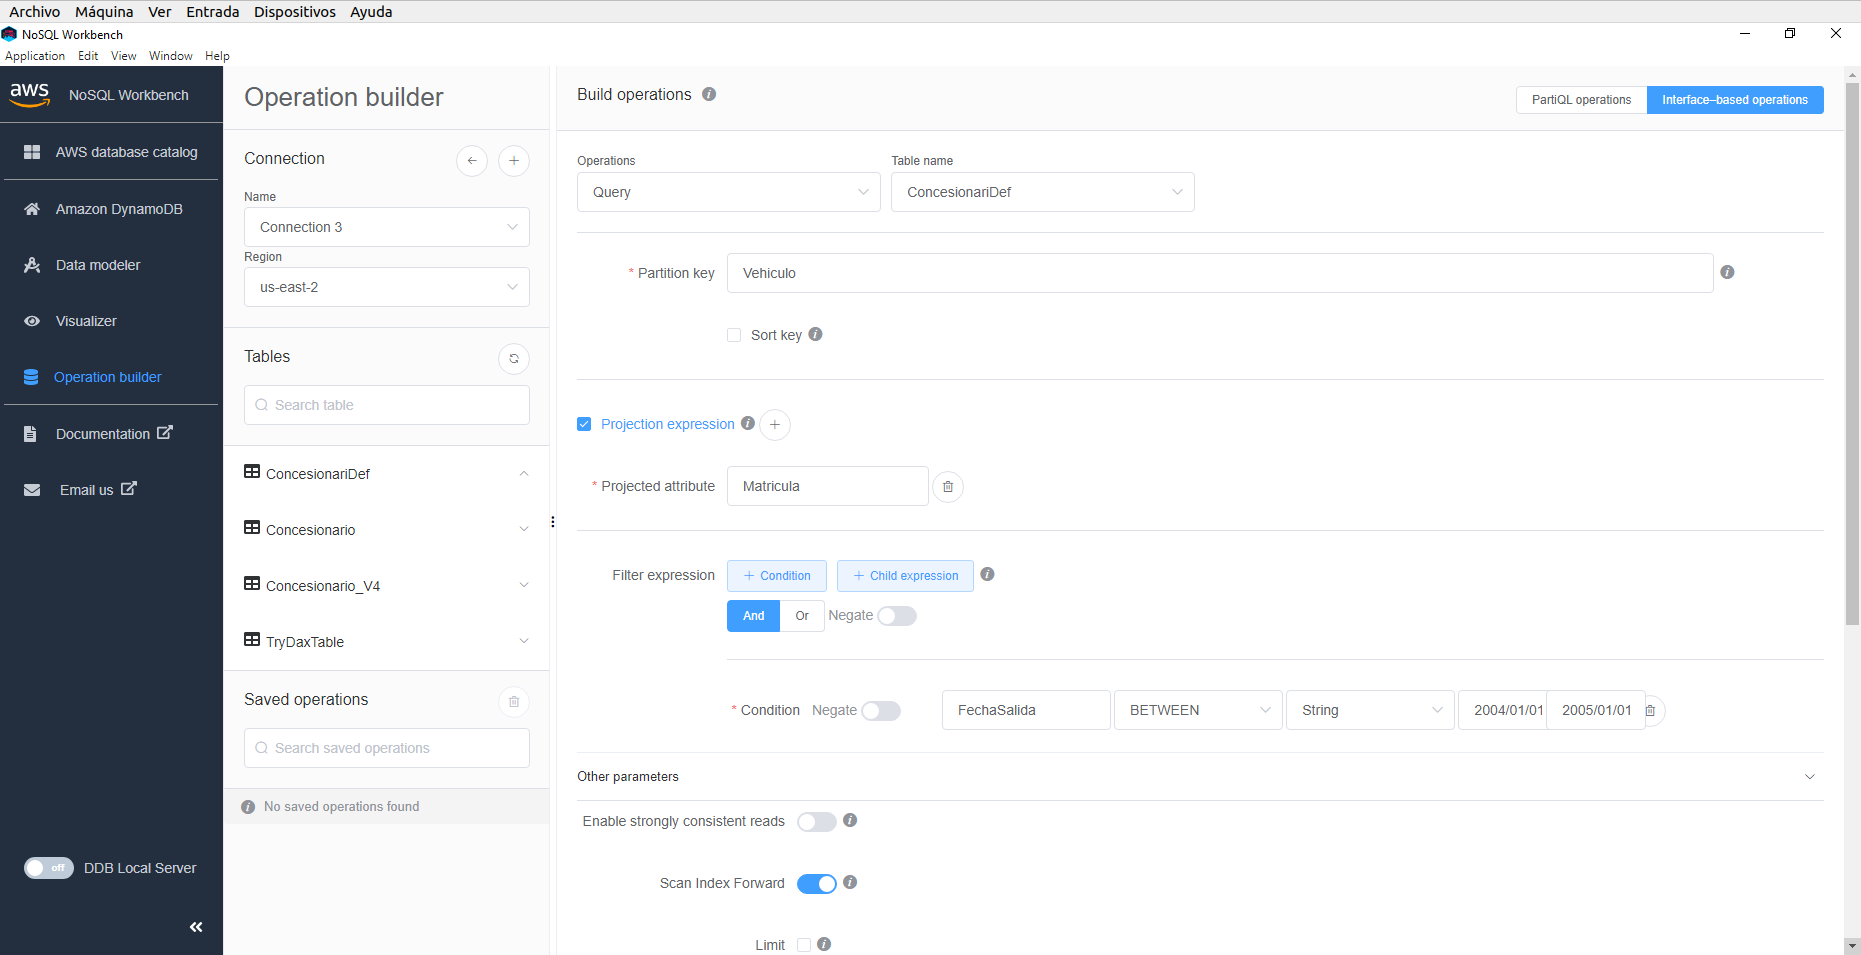 Archivo Máquina Ver Entrada Dispositivos Ayuda
NoSQL Workbench
Application Edit View Window Help
aws NoSQL Workbench
AWS database catalog
Amazon DynamoDB
Data modeler
Visualizer
Operation builder
Documentation
Email us
off DDB Local Server
Operation builder
Connection
Name
Connection 3
Region
us-east-2
Tables
Search table
ConcesionariDef
Concesionario
Concesionario_V4
TryDaxTable
Saved operations
Search saved operations
No saved operations found
Build operations
PartiQL operations Interface–based operations
Operations Table name
Query ConcesionariDef
* Partition key Vehiculo
Sort key
Projection expression
* Projected attribute Matricula
Filter expression + Condition + Child expression
And Or Negate
* Condition Negate FechaSalida BETWEEN String 2004/01/01 2005/01/01
Other parameters
Enable strongly consistent reads
Scan Index Forward
Limit